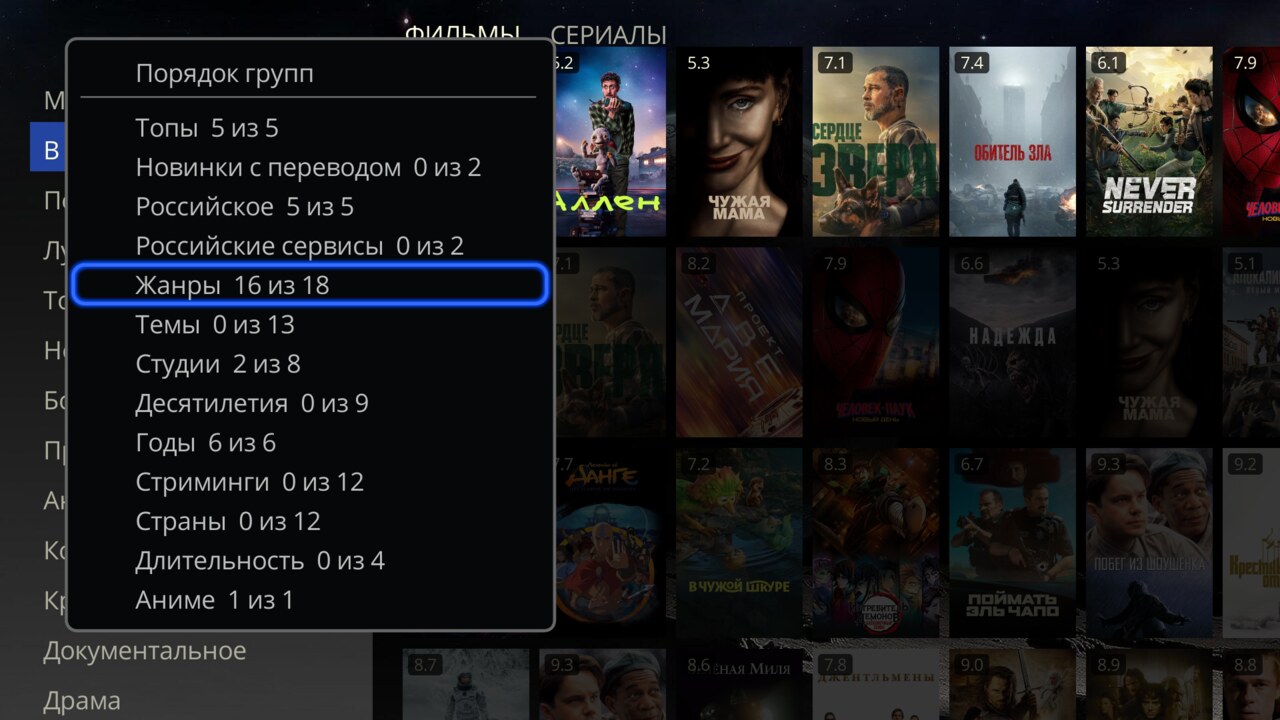 ФИЛЬМЫ СЕРИАЛЫ
Порядок групп
Топы 5 из 5
Новинки с переводом 0 из 2
Российское 5 из 5
Российские сервисы 0 из 2
Жанры 16 из 18
Темы 0 из 13
Студии 2 из 8
Десятилетия 0 из 9
Годы 6 из 6
Стриминги 0 из 12
Страны 0 из 12
Длительность 0 из 4
Аниме 1 из 1
Документальное
Драма
5.3 7.1 7.4 6.1 7.9
АЛЛЕН
ЧУЖАЯ
МАМА
СЕРДЦЕ
ЗВЕРЯ
ОБИТЕЛЬ ЗЛА
NEVER
SURRENDER
8.2 7.9 6.6 5.3 5.1
ПРОЕКТ
АВЕ
МАРИЯ
ЧЕЛОВЕК-ПАУК
НОВЫЙ ДЕНЬ
НАДЕЖДА
ЧУЖАЯ
МАМА
7.2 8.3 6.7 9.3 9.2
В ЧУЖОЙ ШКУРЕ
ПОЙМАТЬ
ЭЛЬ ЧАПО
ПОБЕГ ИЗ ШОУШЕНКА
8.7 9.3 8.6 7.8 9.0 8.9 8.8
ДЖЕНТЛЬМЕНЫ